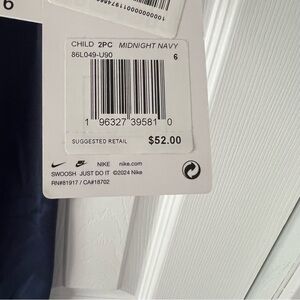 6
CHILD 2PC MIDNIGHT NAVY
86L049-U90 6
1 96327 39581 0
SUGGESTED RETAIL $52.00
NIKE nike.com
SWOOSH JUST DO IT ©2024 Nike
RN#81917 / CA#18702